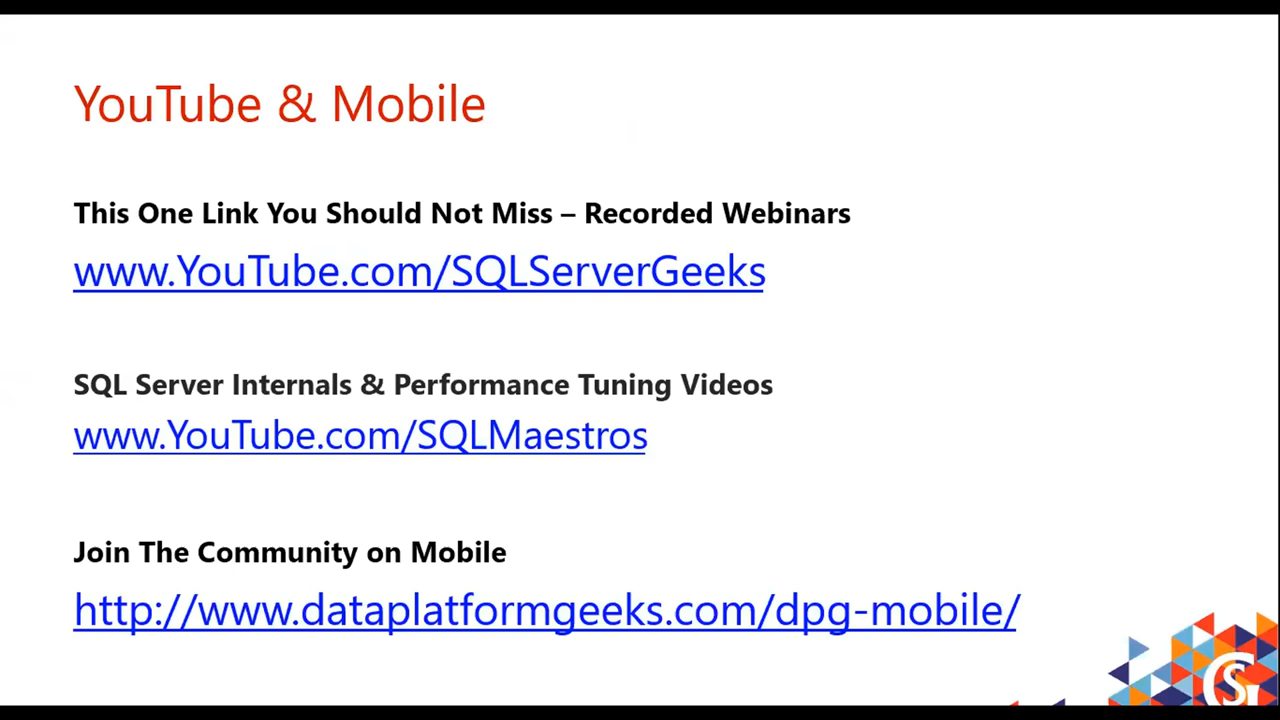 YouTube & Mobile
This One Link You Should Not Miss – Recorded Webinars
www.YouTube.com/SQLServerGeeks
SQL Server Internals & Performance Tuning Videos
www.YouTube.com/SQLMaestros
Join The Community on Mobile
http://www.dataplatformgeeks.com/dpg-mobile/